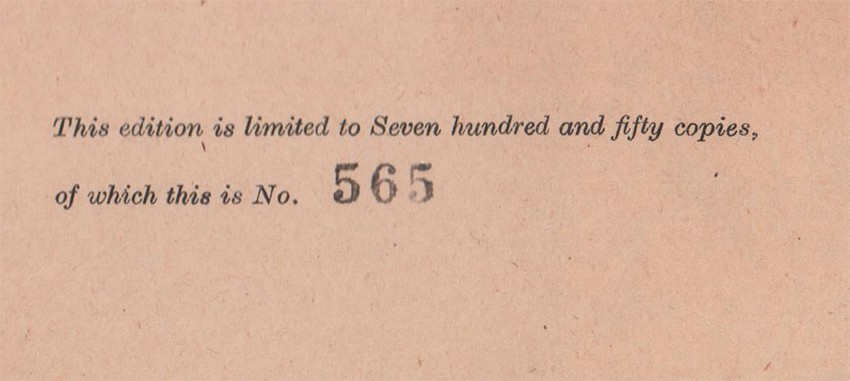 This edition is limited to Seven hundred and fifty copies,
of which this is No. 565